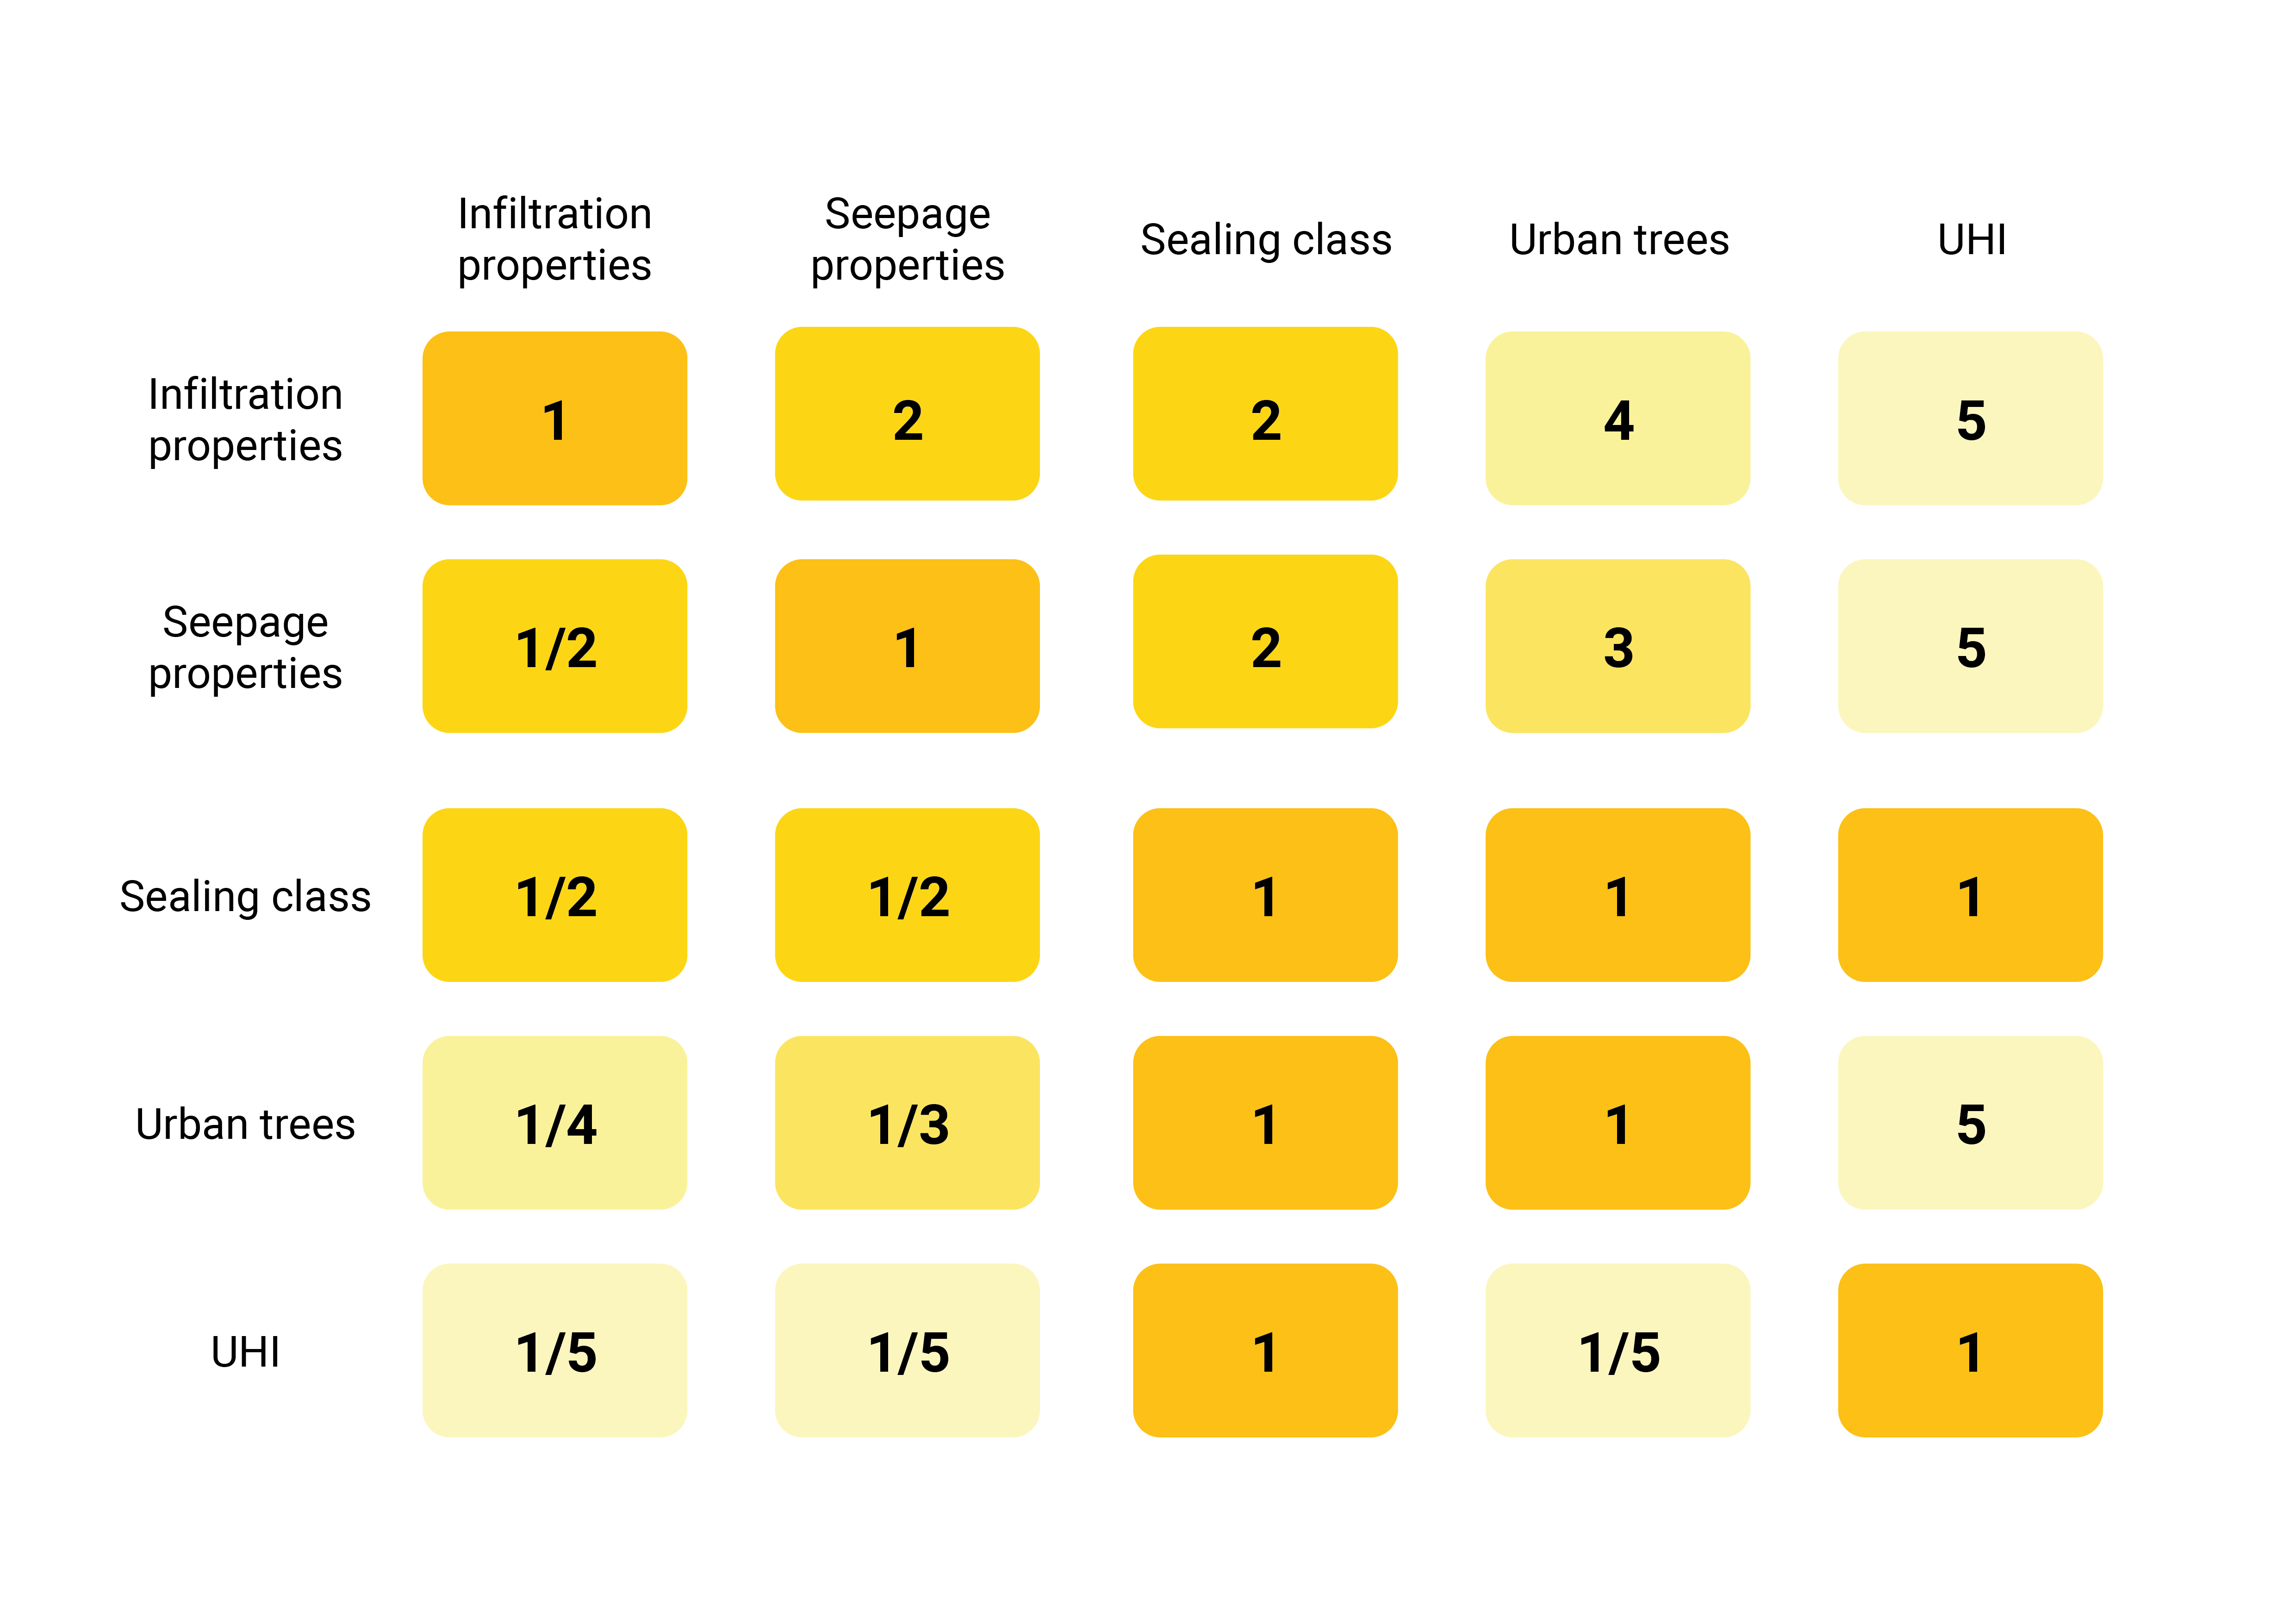 Infiltration
properties
Seepage
properties
Sealing class
Urban trees
UHI
Infiltration
properties
1
2
2
4
5
Seepage
properties
1/2
1
2
3
5
Sealing class
1/2
1/2
1
1
1
Urban trees
1/4
1/3
1
1
5
UHI
1/5
1/5
1
1/5
1